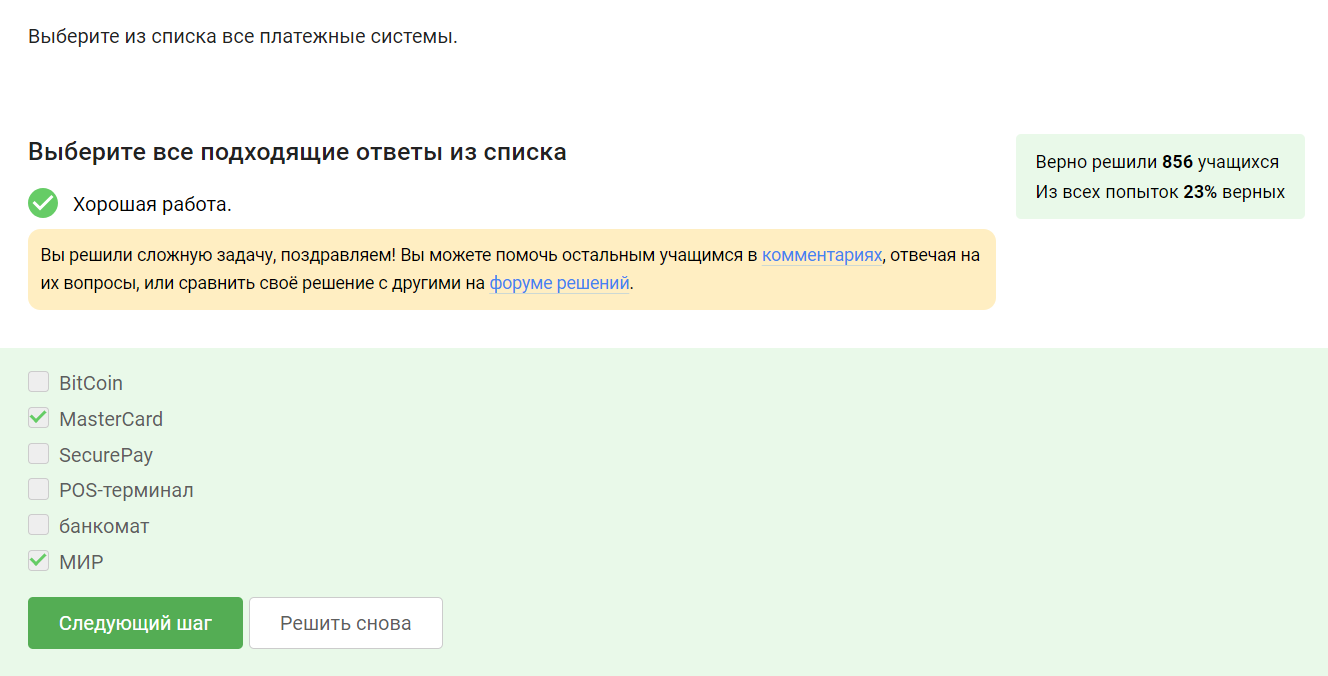 Выберите из списка все платежные системы.
Выберите все подходящие ответы из списка
Верно решили 856 учащихся
Из всех попыток 23% верных
Хорошая работа.
Вы решили сложную задачу, поздравляем! Вы можете помочь остальным учащимся в комментариях, отвечая на
их вопросы, или сравнить своё решение с другими на форуме решений.
BitCoin
MasterCard
SecurePay
POS-терминал
банкомат
МИР
Следующий шаг
Решить снова